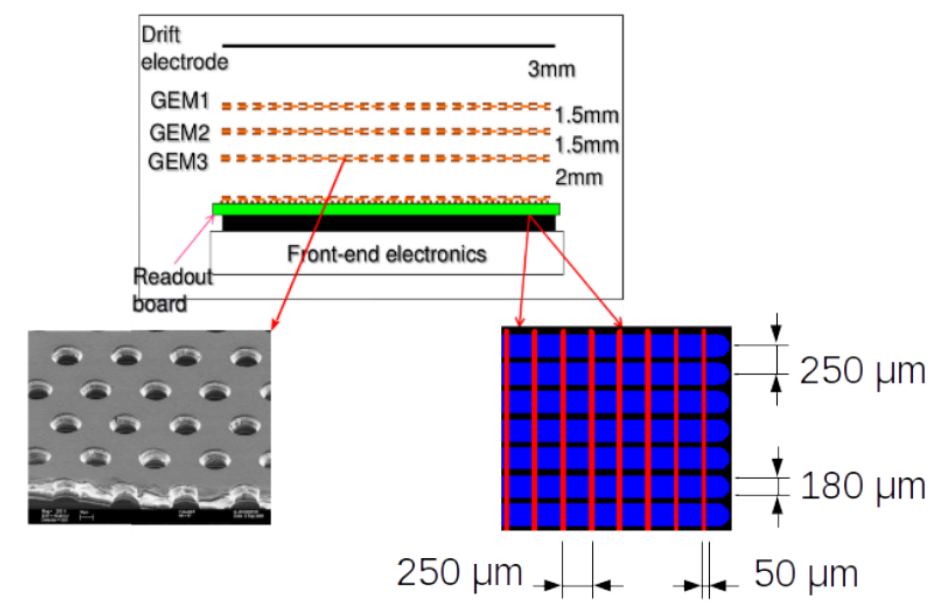 Drift
electrode
3mm
GEM1
1.5mm
GEM2
1.5mm
GEM3
2mm
Front-end electronics
Readout
board
250 μm
180 μm
250 μm
50 μm